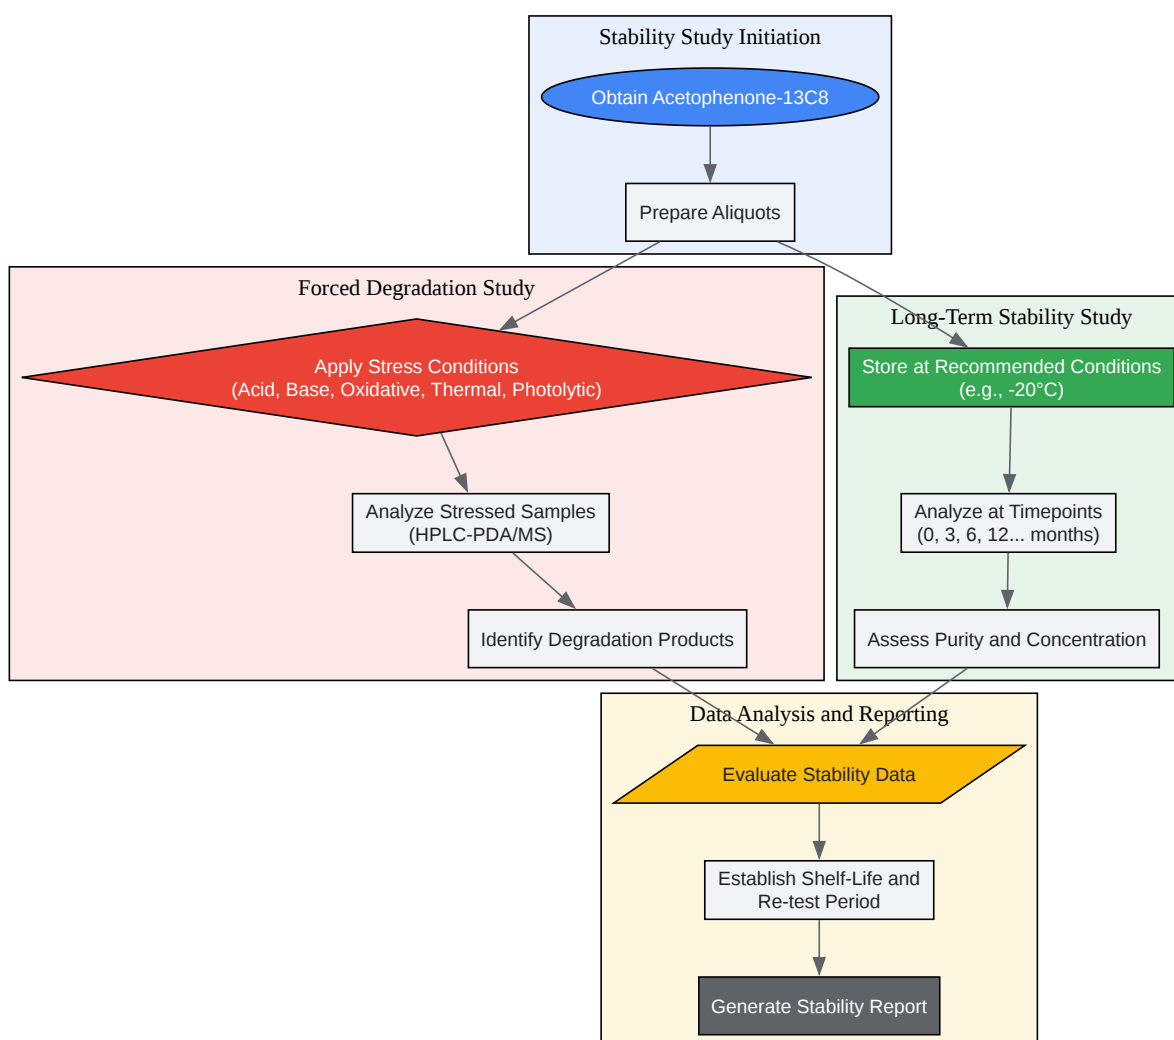 Stability Study Initiation
Obtain Acetophenone-13C8
Prepare Aliquots
Forced Degradation Study
Apply Stress Conditions
(Acid, Base, Oxidative, Thermal, Photolytic)
Analyze Stressed Samples
(HPLC-PDA/MS)
Identify Degradation Products
Long-Term Stability Study
Store at Recommended Conditions
(e.g., -20°C)
Analyze at Timepoints
(0, 3, 6, 12... months)
Assess Purity and Concentration
Data Analysis and Reporting
Evaluate Stability Data
Establish Shelf-Life and
Re-test Period
Generate Stability Report